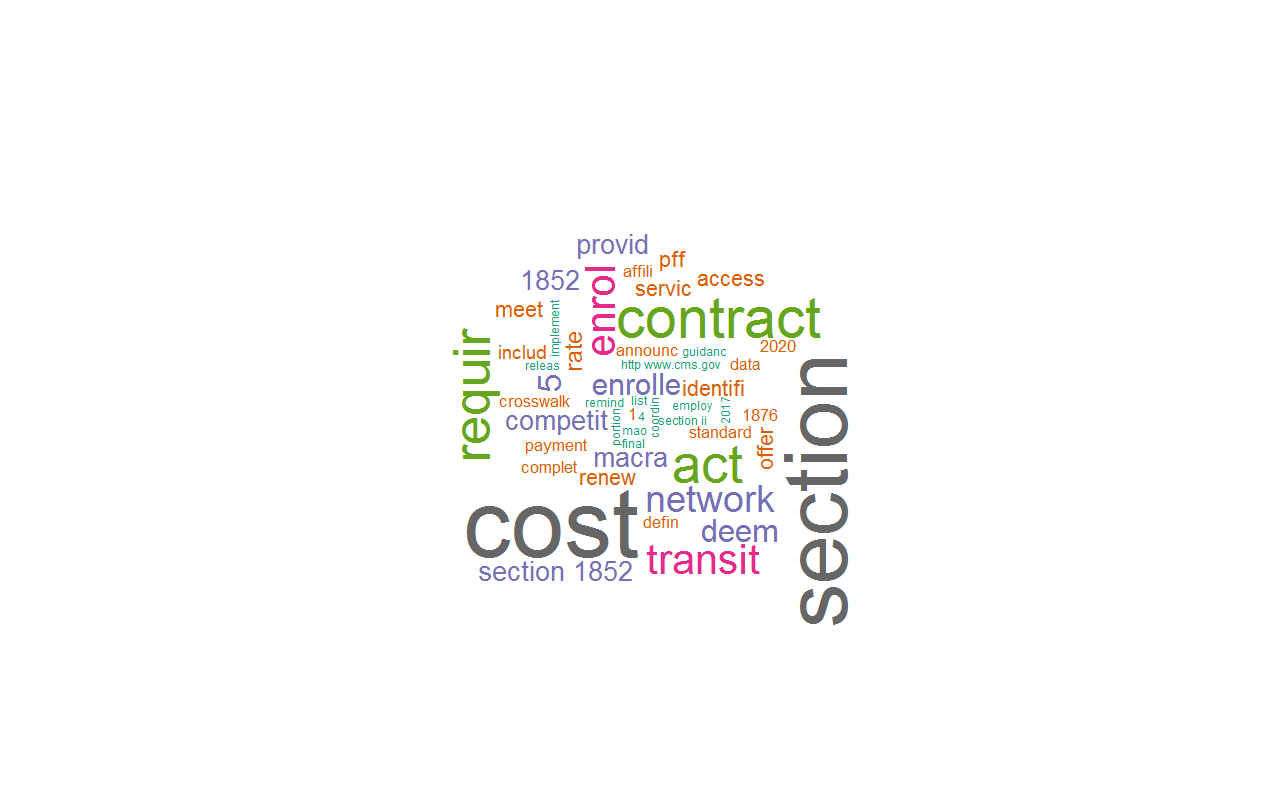 provid
pff
affili
access
1852
servic
enrol
meet
implement
contract
requir
rate
includ
announc
guidanc
2020
releas
http www.cms.gov
data
section
5
enrolle
identifi
crosswalk
remind
list
coordin
employ
2017
1876
competit
portion
1
4
section ii
mao
standard
offer
payment
final
macra
act
complet
renew
network
cost
defin
deem
transit
section 1852